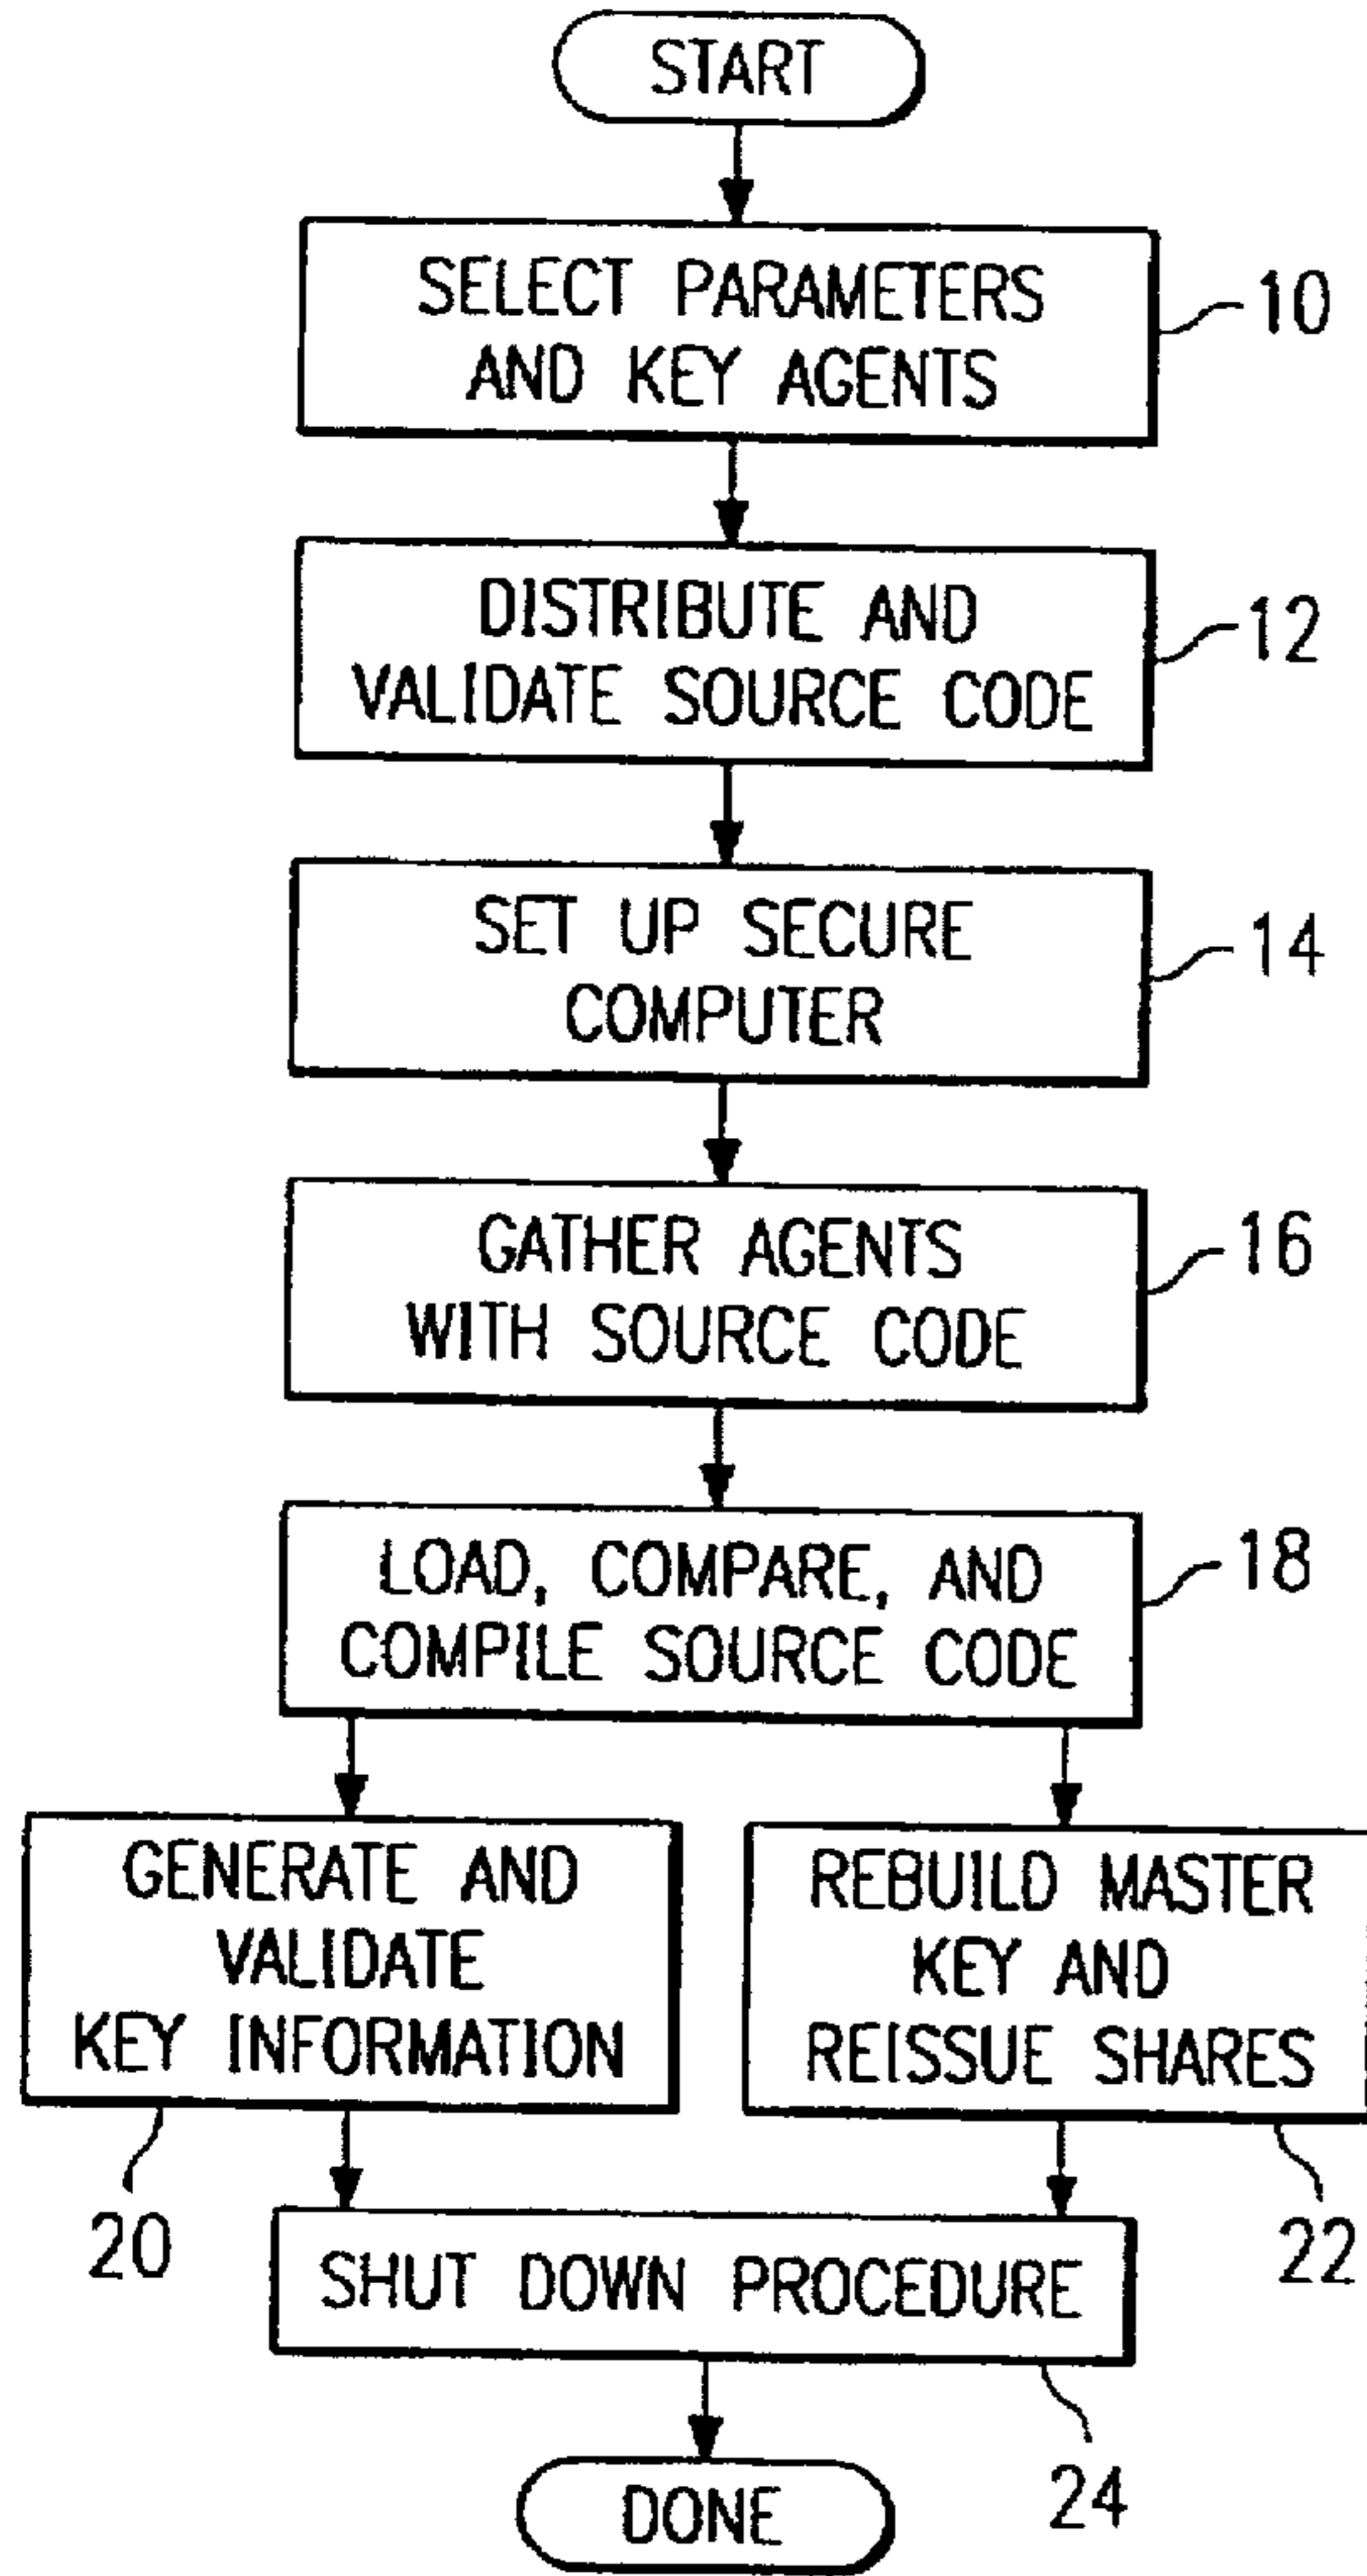 START
SELECT PARAMETERS
AND KEY AGENTS
10
DISTRIBUTE AND
VALIDATE SOURCE CODE
12
SET UP SECURE
COMPUTER
14
GATHER AGENTS
WITH SOURCE CODE
16
LOAD, COMPARE, AND
COMPILE SOURCE CODE
18
GENERATE AND
VALIDATE
KEY INFORMATION
20
REBUILD MASTER
KEY AND
REISSUE SHARES
22
SHUT DOWN PROCEDURE
24
DONE